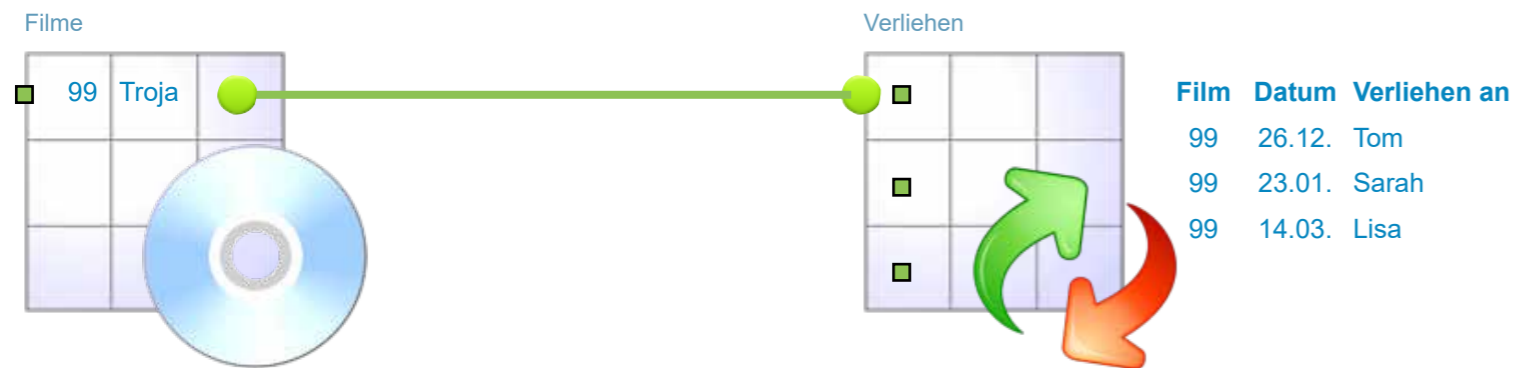 Filme
Verliehen
99 Troja
Film Datum Verliehen an
99 26.12. Tom
99 23.01. Sarah
99 14.03. Lisa